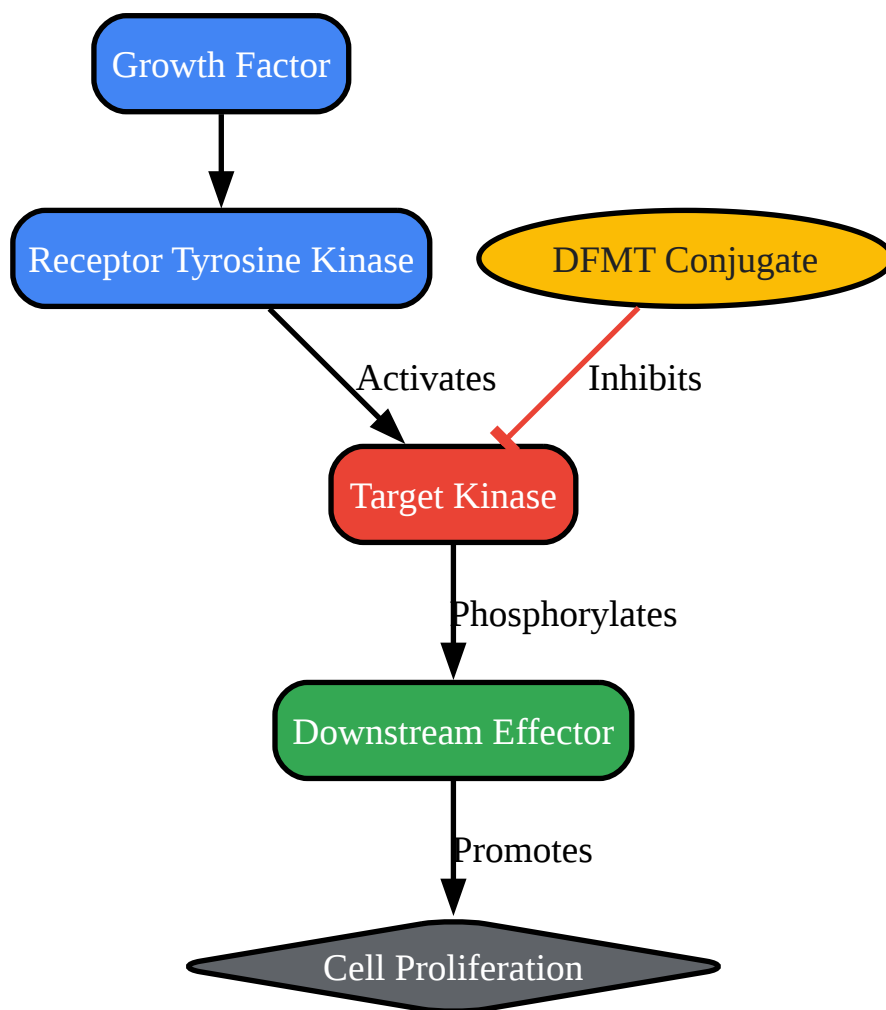 Growth Factor
Receptor Tyrosine Kinase
DFMT Conjugate
Activates
Inhibits
Target Kinase
Phosphorylates
Downstream Effector
Promotes
Cell Proliferation